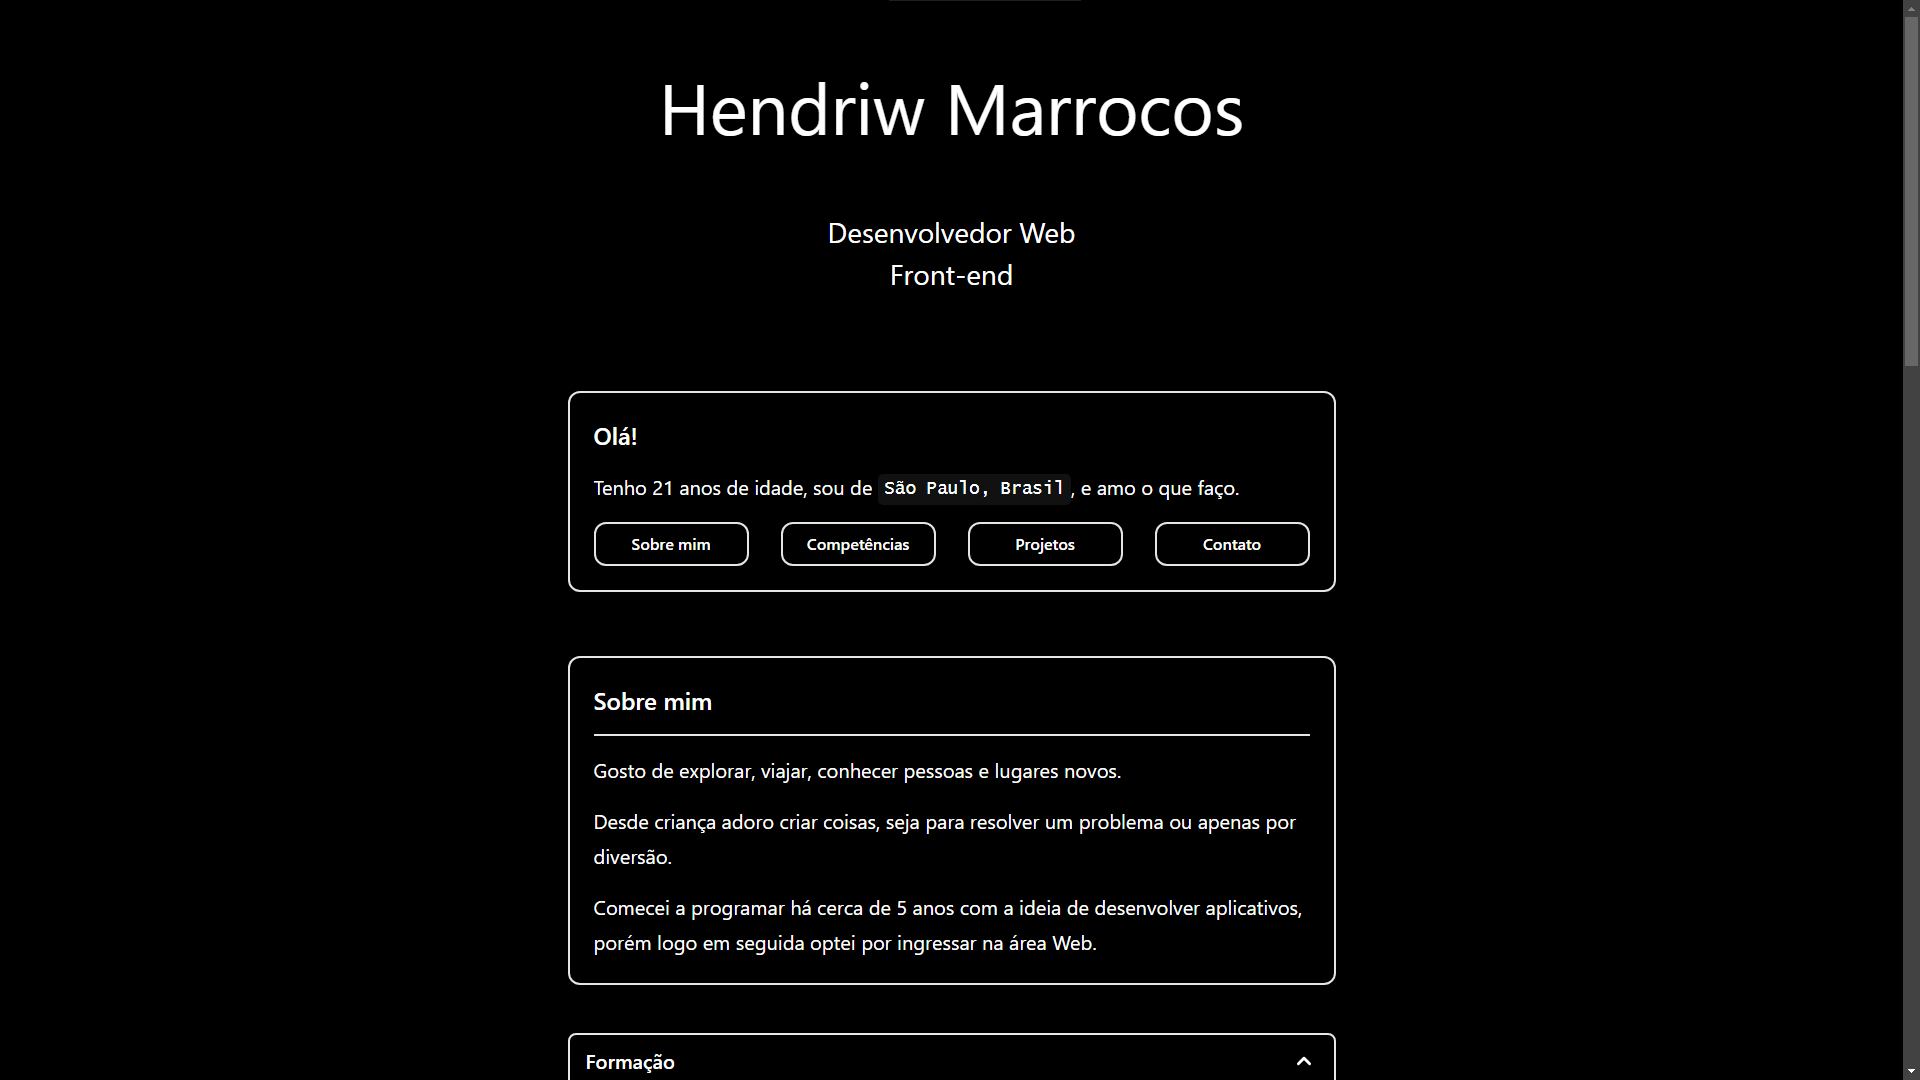 Hendriw Marrocos
Desenvolvedor Web
Front-end
Olá!
Tenho 21 anos de idade, sou de São Paulo, Brasil, e amo o que faço.
Sobre mim
Competências
Projetos
Contato
Sobre mim
Gosto de explorar, viajar, conhecer pessoas e lugares novos.
Desde criança adoro criar coisas, seja para resolver um problema ou apenas por
diversão.
Comecei a programar há cerca de 5 anos com a ideia de desenvolver aplicativos,
porém logo em seguida optei por ingressar na área Web.
Formação